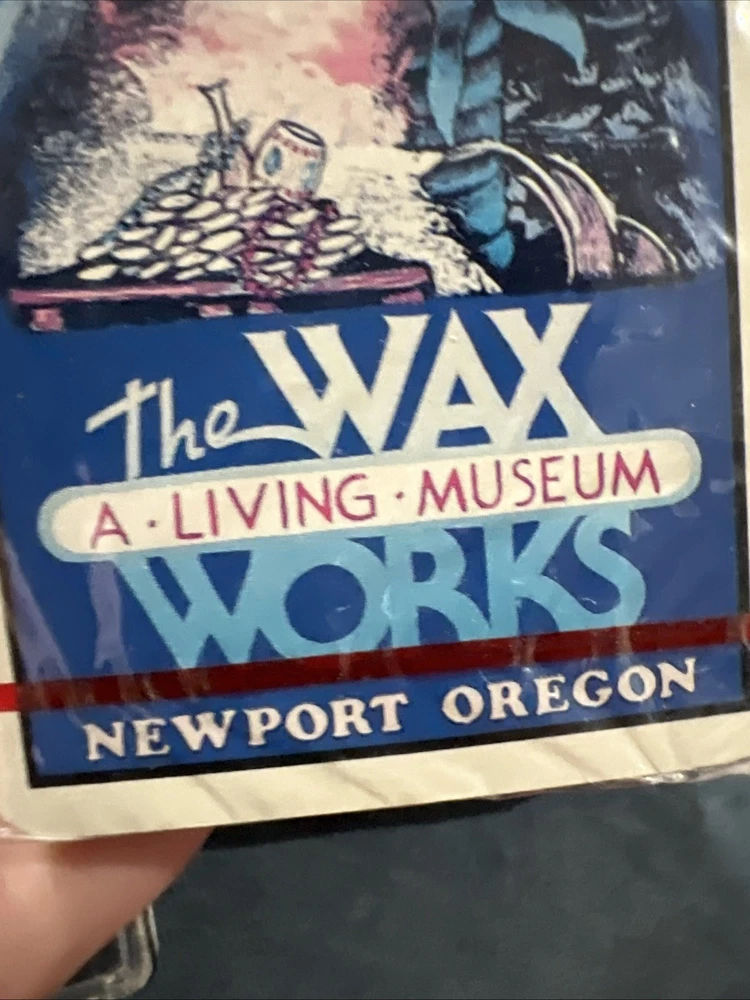 The WAX
A · LIVING · MUSEUM
WORKS
NEWPORT OREGON